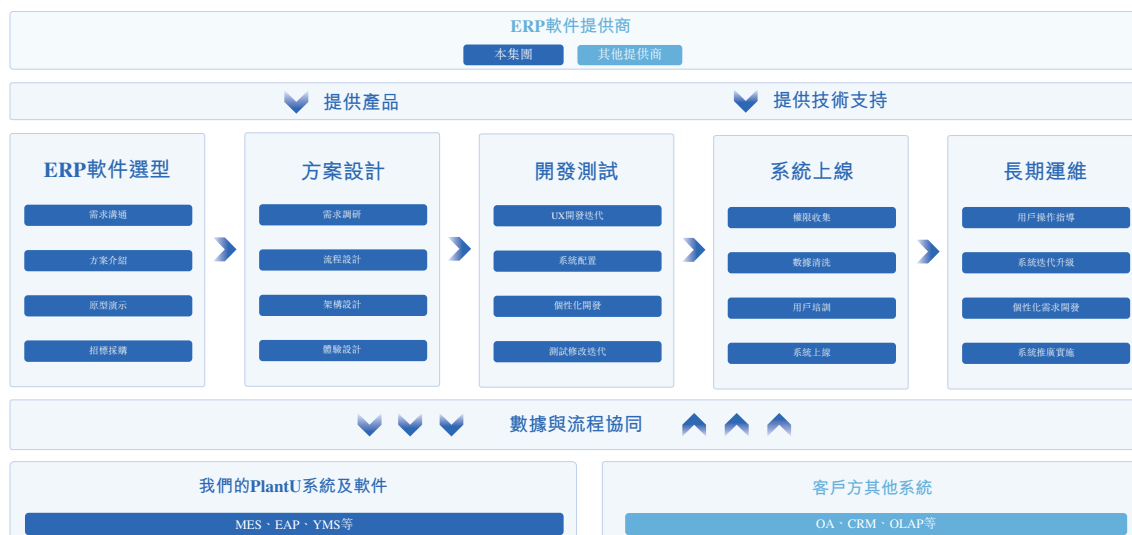 ERP軟件提供商
本集團
其他提供商
提供產品
提供技術支持
ERP軟件選型
需求溝通
方案介紹
原型演示
招標採購
方案設計
需求調研
流程設計
架構設計
體驗設計
開發測試
UX開發迭代
系統配置
個性化開發
測試修改迭代
系統上線
權限收集
數據清洗
用戶培訓
系統上線
長期運維
用戶操作指導
系統迭代升級
個性化需求開發
系統推廣實施
數據與流程協同
我們的PlantU系統及軟件
MES、EAP、YMS等
客戶方其他系統
OA、CRM、OLAP等